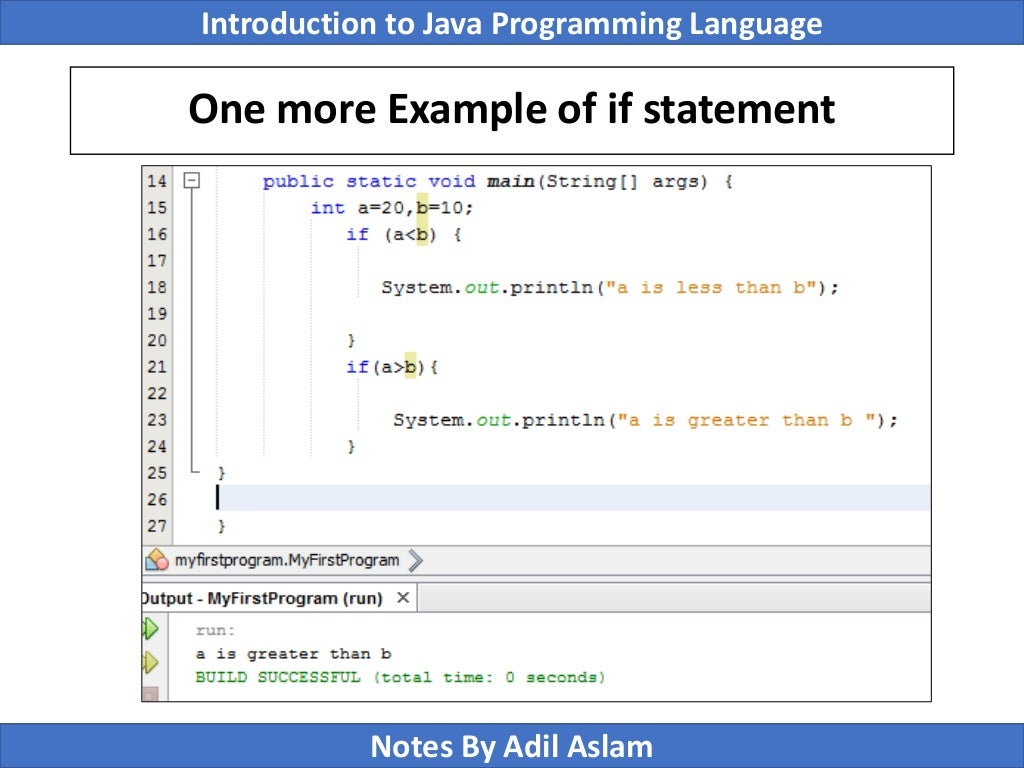 Introduction to Java Programming Language
One more Example of if statement
14 public static void main(String[] args) {
15 int a=20,b=10;
16 if (a<b) {
17
18 System.out.println("a is less than b");
19
20 }
21 if(a>b){
22
23 System.out.println("a is greater than b ");
24 }
25 }
26
27 }
myfirstprogram.MyFirstProgram
Output - MyFirstProgram (run)
run:
a is greater than b
BUILD SUCCESSFUL (total time: 0 seconds)
Notes By Adil Aslam